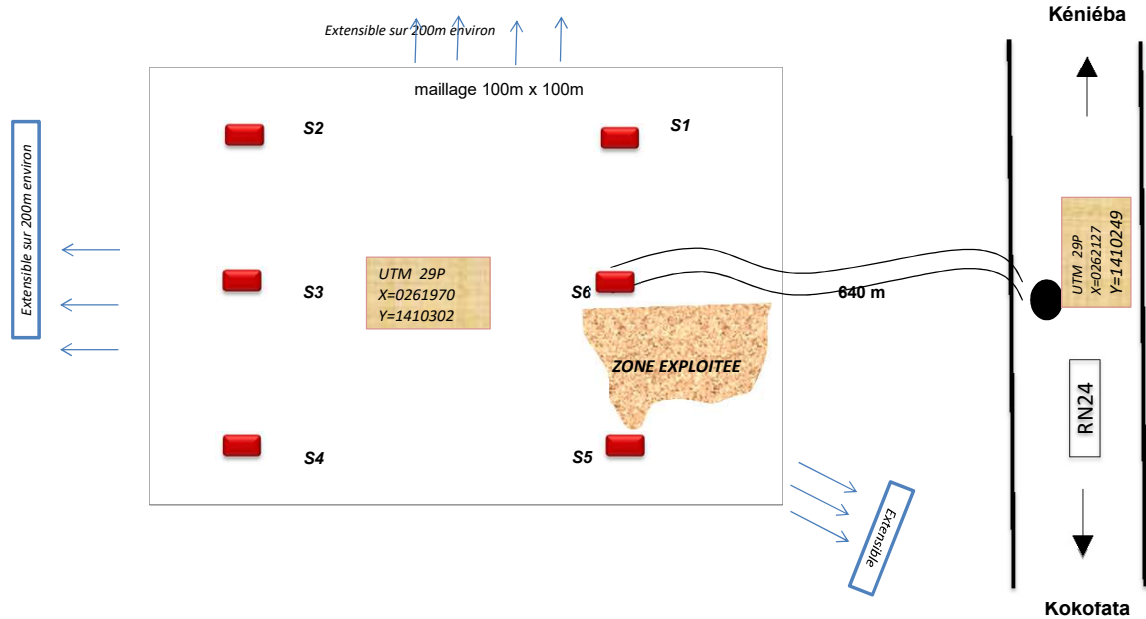 Kéniéba
Extensible sur 200m environ
maillage 100m x 100m
S2
S1
Extensible sur 200m environ
UTM 29P
X=0261970
Y=1410302
S3
S6
640 m
UTM 29P
X=0262127
Y=1410249
ZONE EXPLOITEE
RN24
S4
S5
Extensible
Kokofata